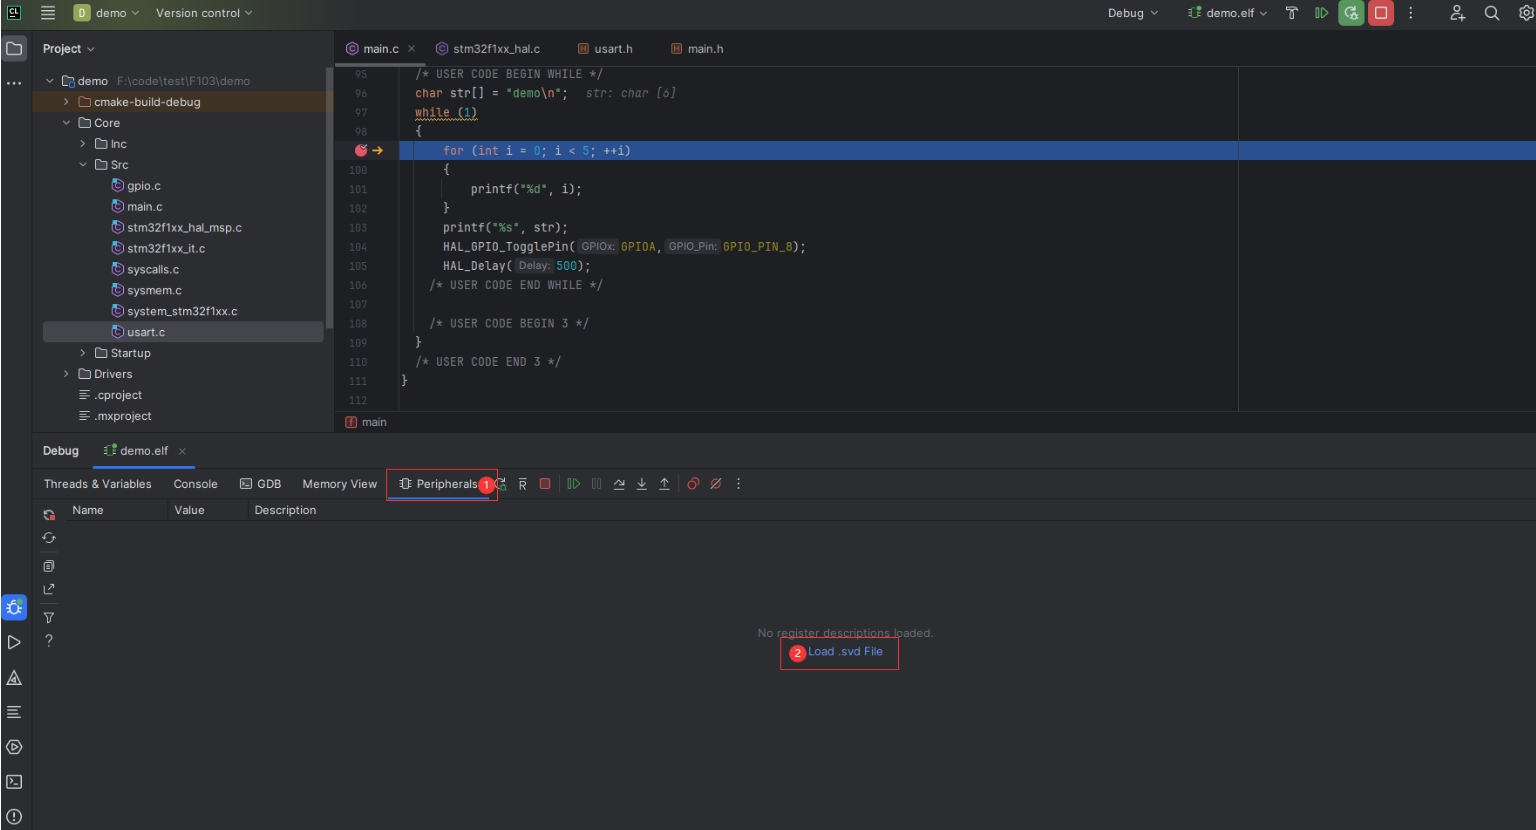 CL
D demo
Version control
Debug
demo.elf
Project
main.c
stm32f1xx_hal.c
usart.h
main.h
demo F:\code\test\F103\demo
cmake-build-debug
Core
Inc
Src
gpio.c
main.c
stm32f1xx_hal_msp.c
stm32f1xx_it.c
syscalls.c
sysmem.c
system_stm32f1xx.c
usart.c
Startup
Drivers
.cproject
.mxproject
95 /* USER CODE BEGIN WHILE */
96 char str[] = "demo\n"; str: char [6]
97 while (1)
98 {
for (int i = 0; i < 5; ++i)
100 {
101 printf("%d", i);
102 }
103 printf("%s", str);
104 HAL_GPIO_TogglePin( GPIOx: GPIOA, GPIO_Pin: GPIO_PIN_8);
105 HAL_Delay( Delay: 500);
106 /* USER CODE END WHILE */
107
108 /* USER CODE BEGIN 3 */
109 }
110 /* USER CODE END 3 */
111 }
112
f main
Debug
demo.elf
Threads & Variables
Console
GDB
Memory View
Peripherals 1
Name Value Description
No register descriptions loaded.
2 Load .svd File